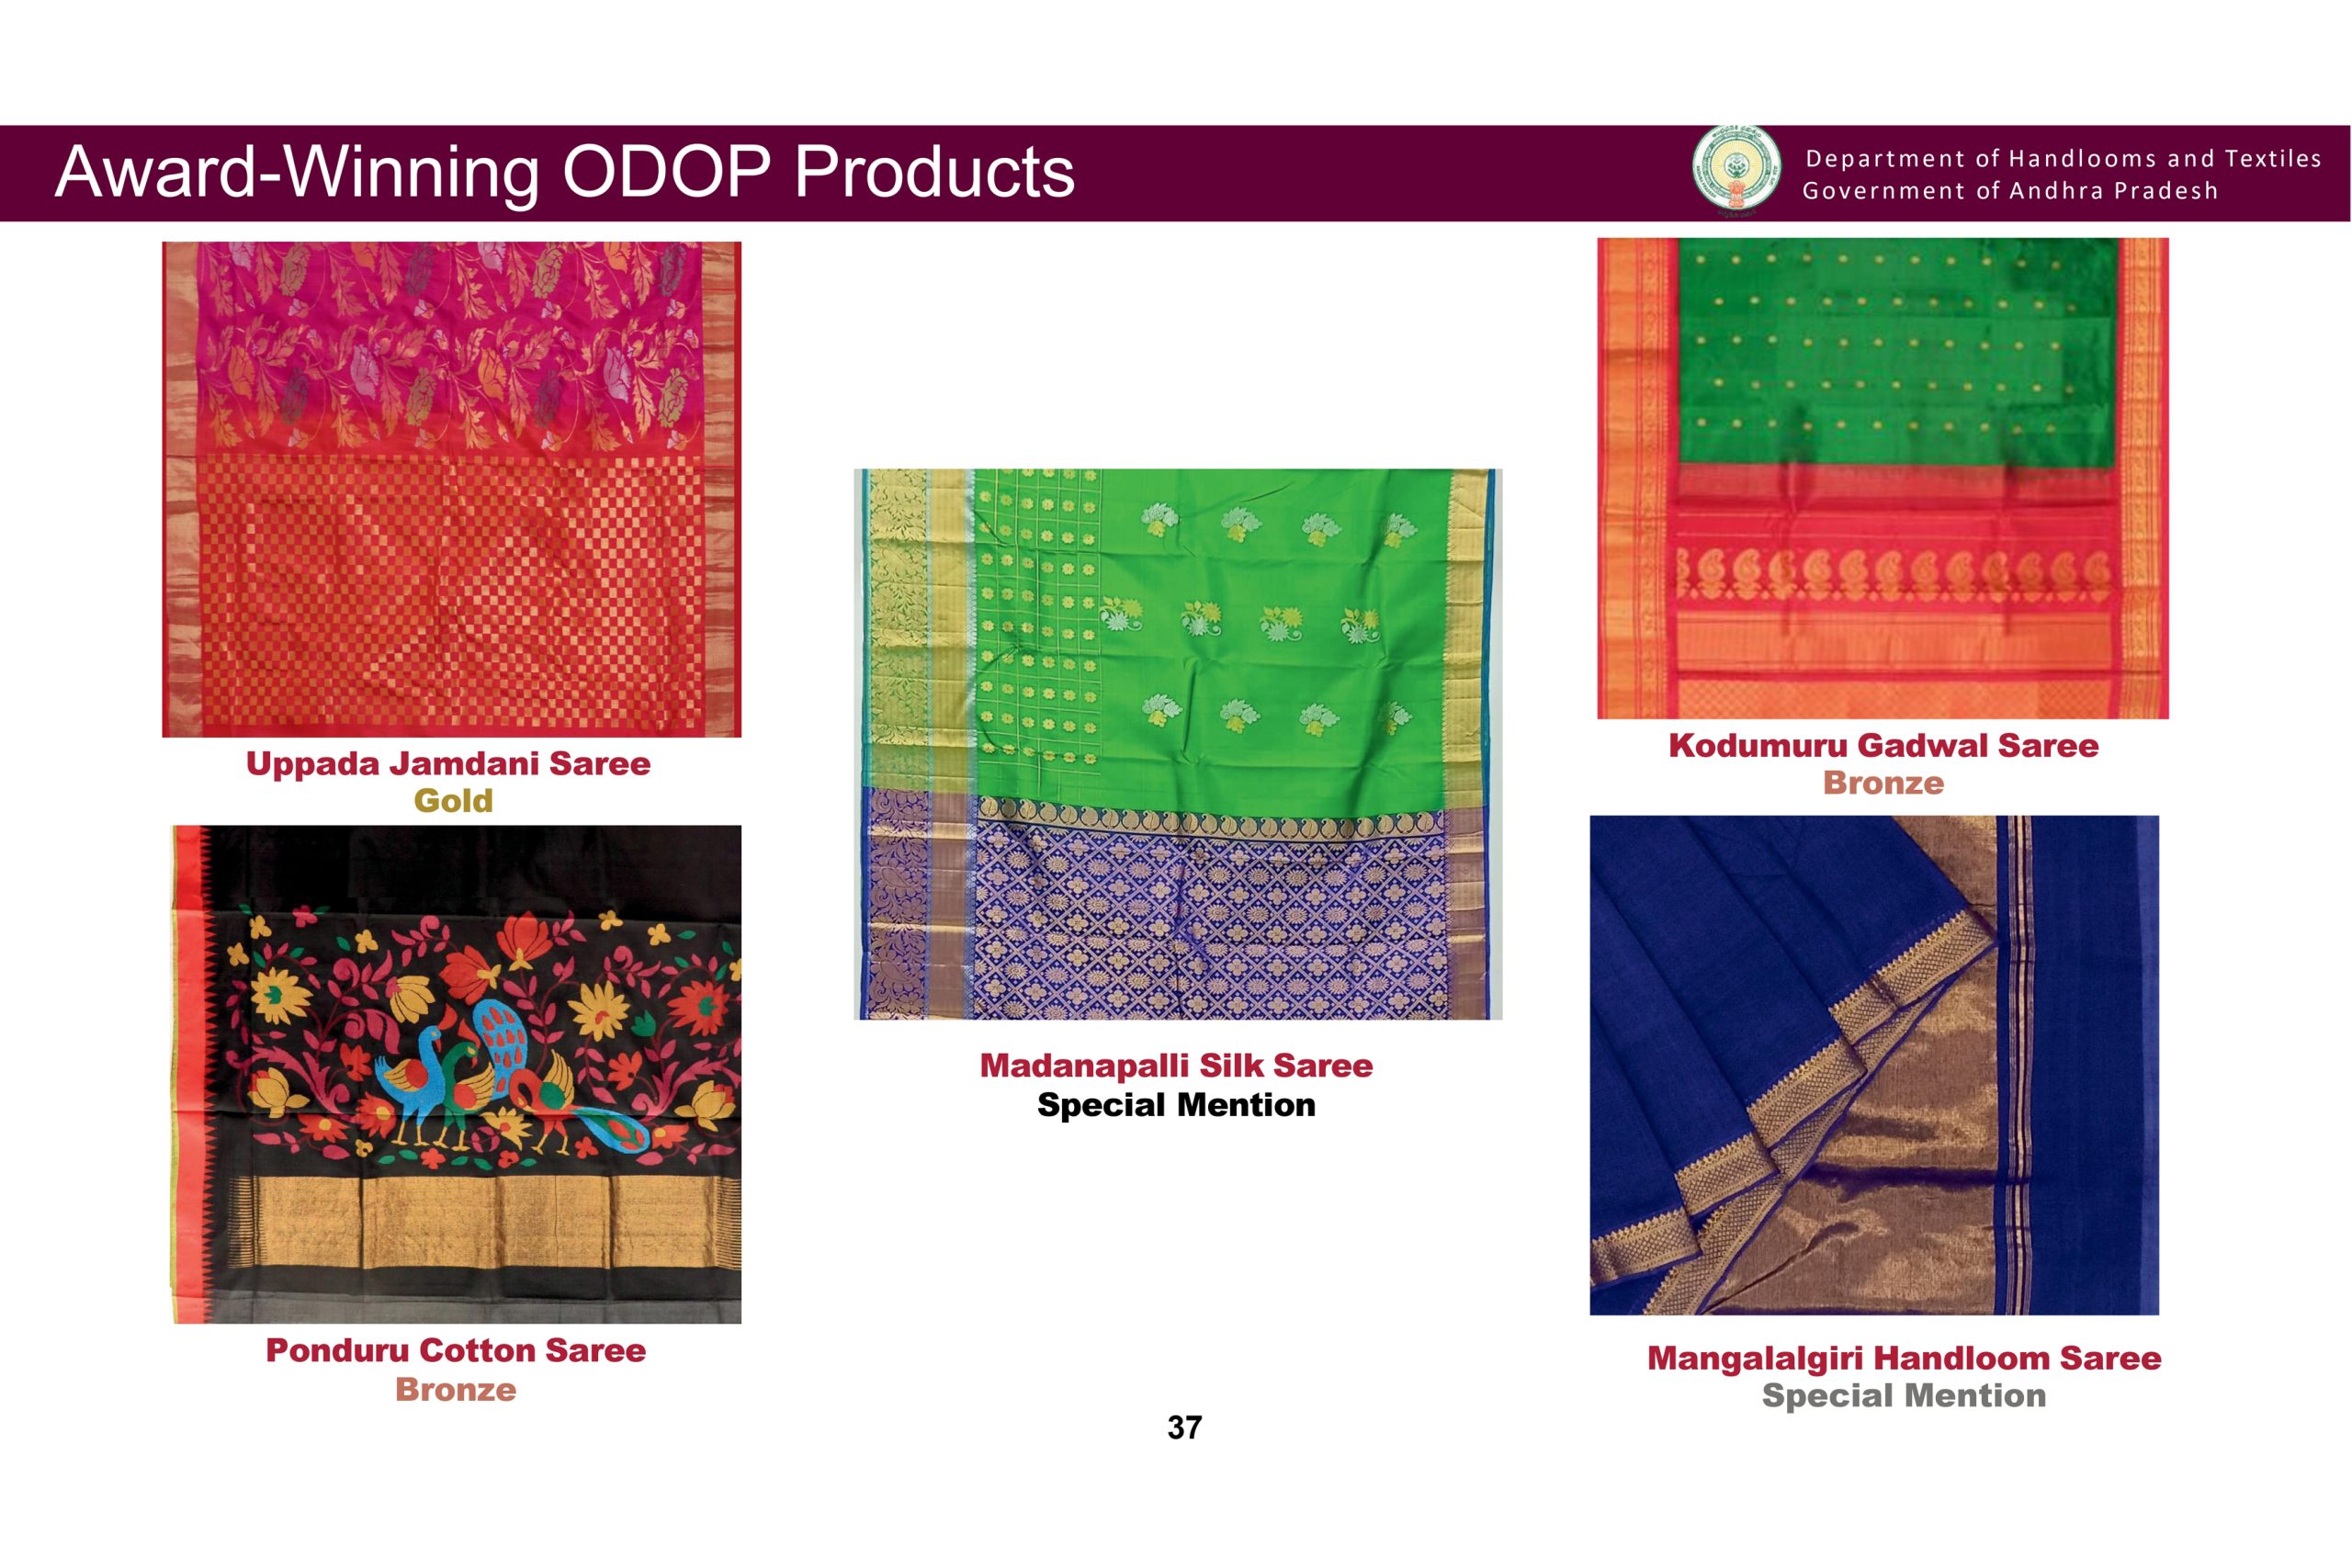 Award-Winning ODOP Products
Department of Handlooms and Textiles
Government of Andhra Pradesh
Uppada Jamdani Saree
Gold
Kodumuru Gadwal Saree
Bronze
Madanapalli Silk Saree
Special Mention
Ponduru Cotton Saree
Bronze
Mangalalgiri Handloom Saree
Special Mention
37